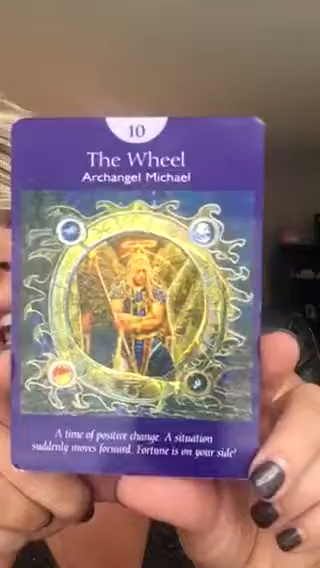 10
The Wheel
Archangel Michael
A time of positive change. A situation
suddenly moves forward. Fortune is on your side!